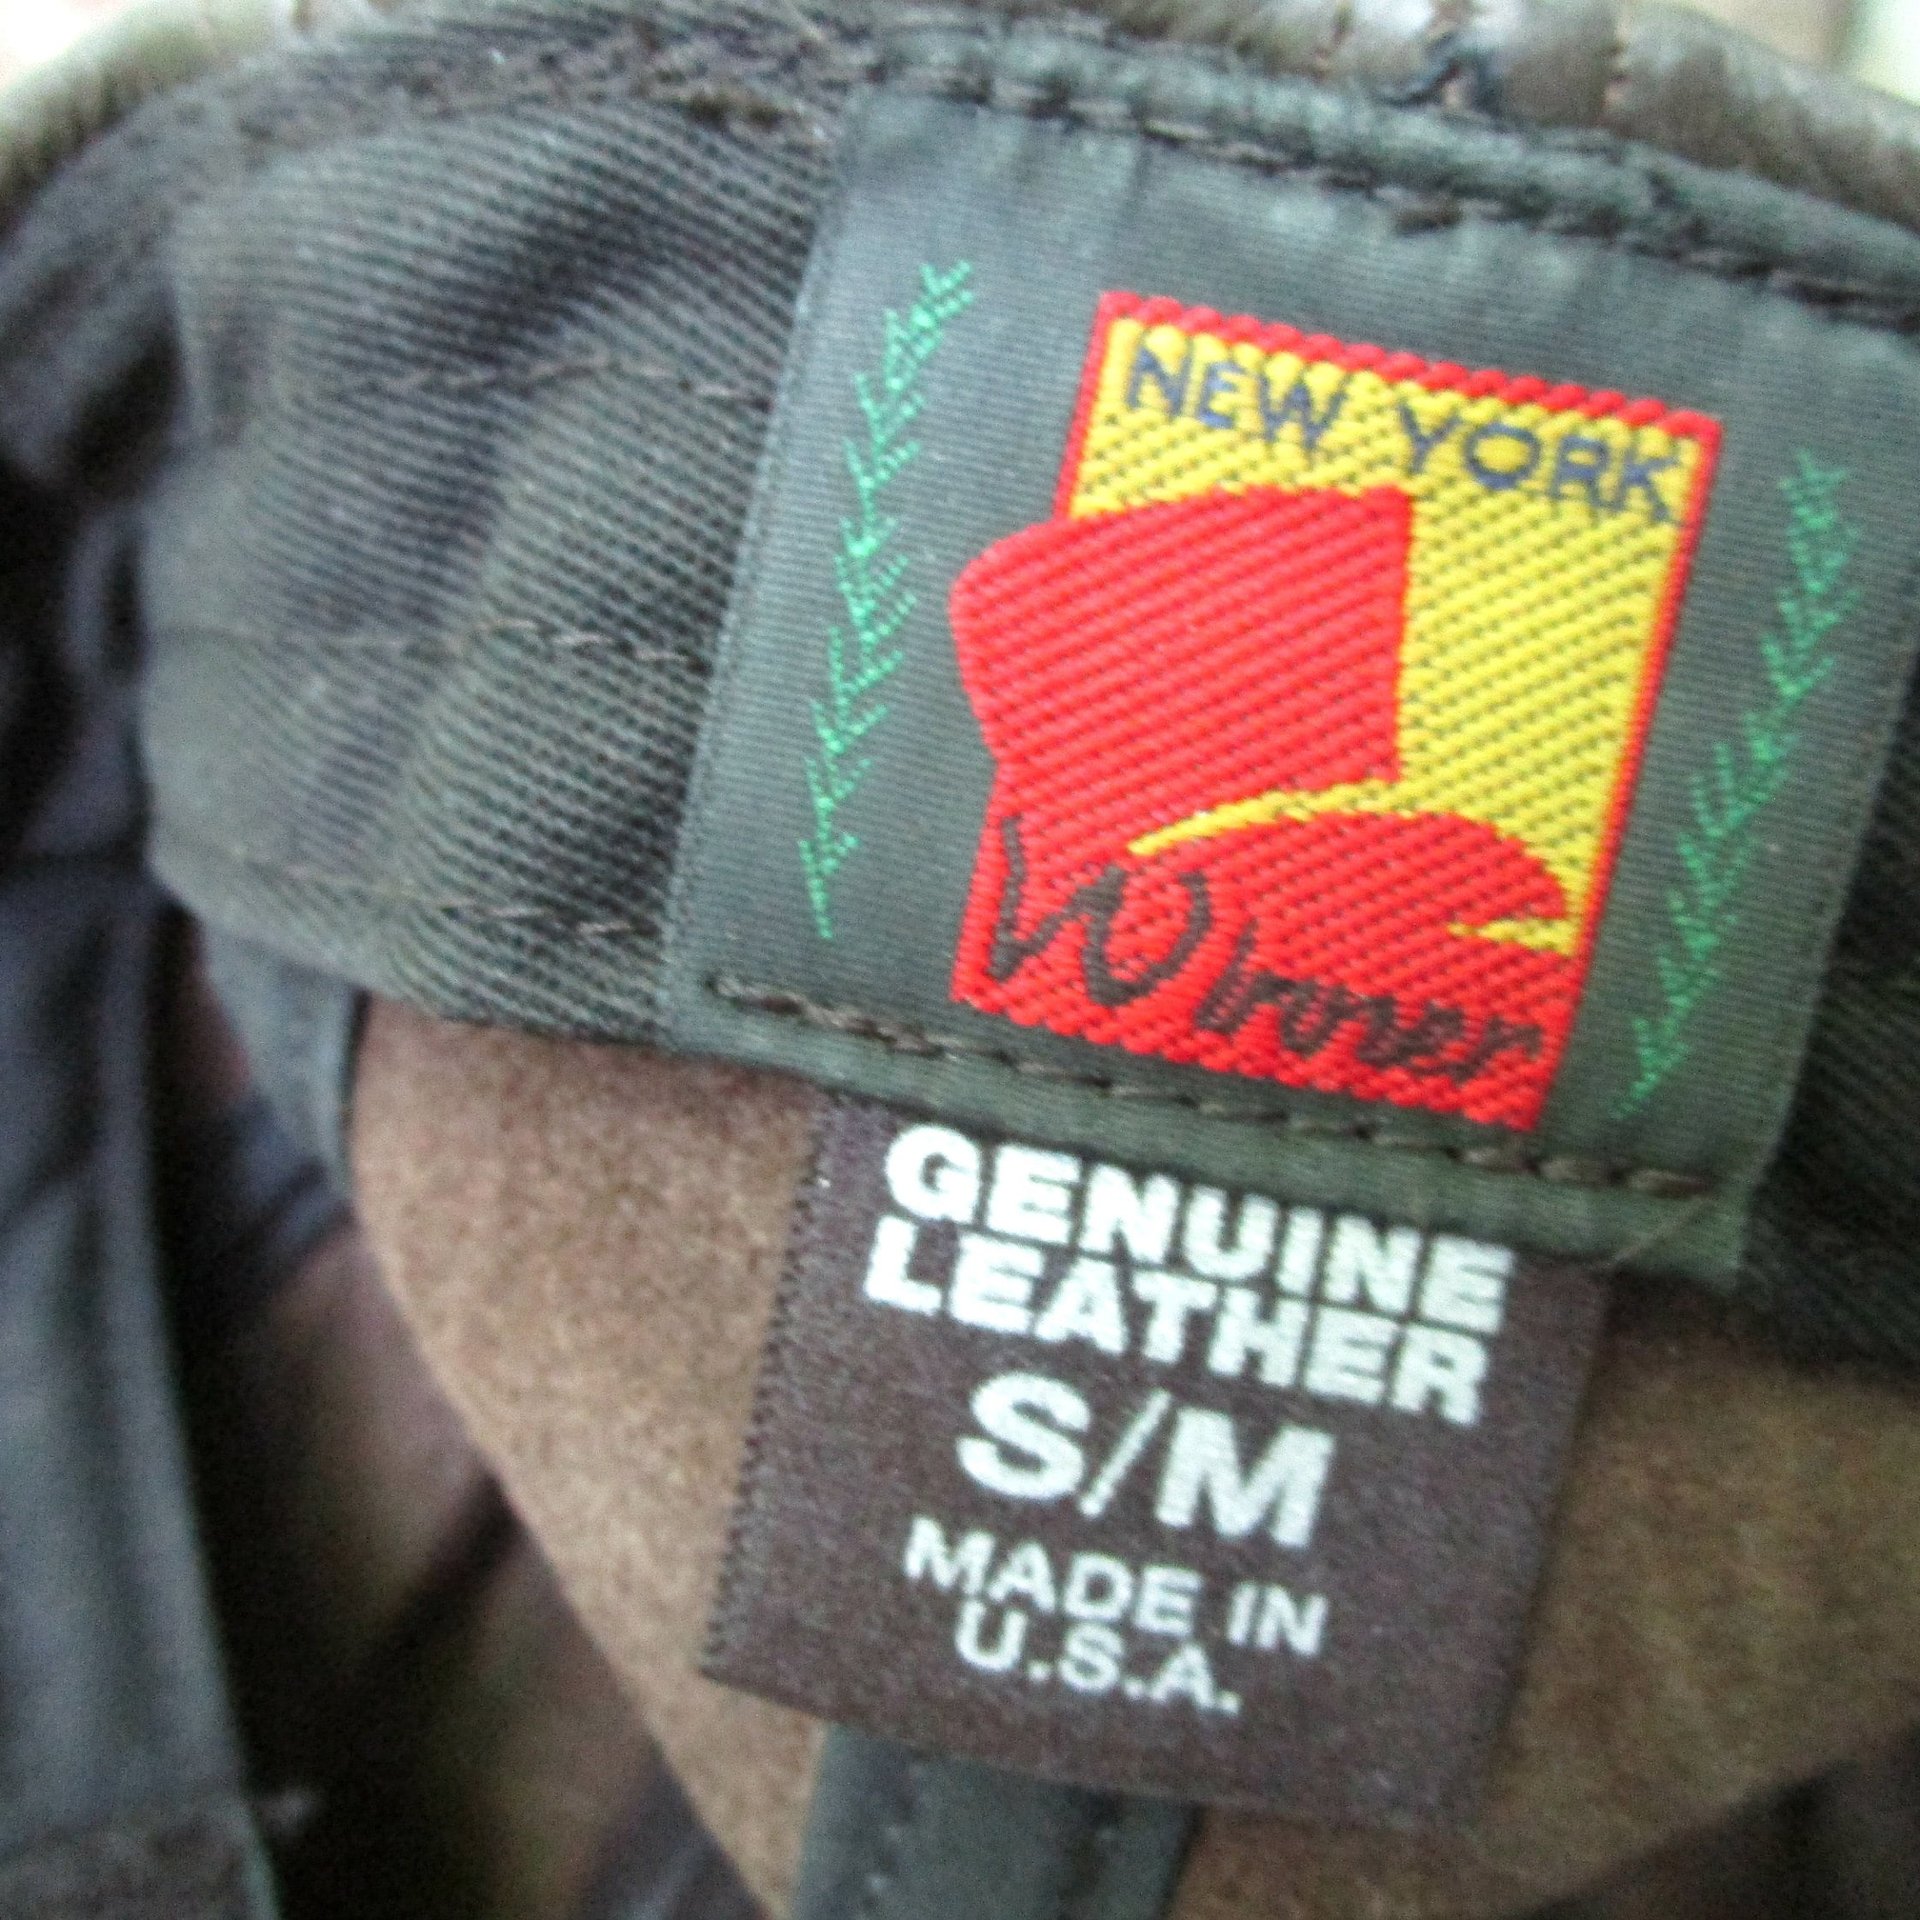 NEW YORK
Winner
GENUINE
LEATHER
S/M
MADE IN
U.S.A.